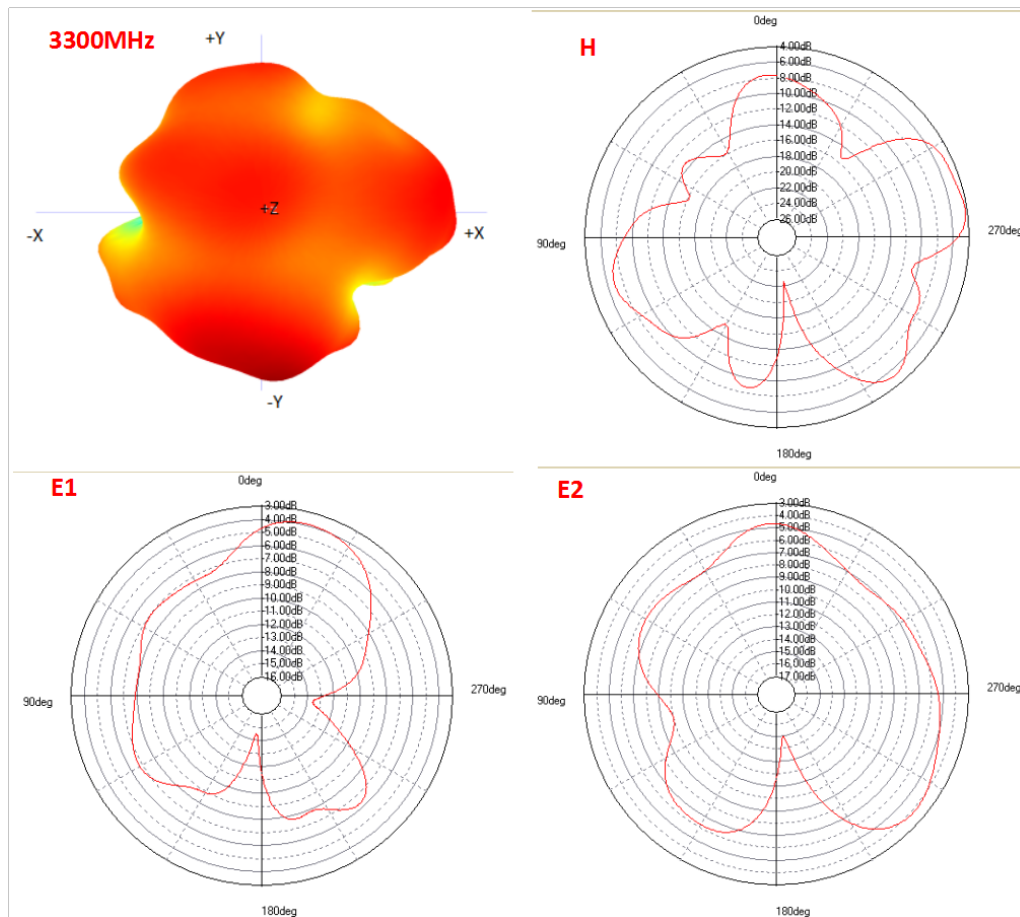 3300MHz
+Y
+Z
-X
+X
-Y
H
0deg
4.00dB
6.00dB
8.00dB
10.00dB
12.00dB
14.00dB
16.00dB
18.00dB
20.00dB
22.00dB
24.00dB
26.00dB
90deg
270deg
180deg
E1
0deg
3.00dB
4.00dB
5.00dB
6.00dB
7.00dB
8.00dB
9.00dB
10.00dB
11.00dB
12.00dB
13.00dB
14.00dB
15.00dB
16.00dB
90deg
270deg
180deg
E2
0deg
3.00dB
4.00dB
5.00dB
6.00dB
7.00dB
8.00dB
9.00dB
10.00dB
11.00dB
12.00dB
13.00dB
14.00dB
15.00dB
16.00dB
17.00dB
90deg
270deg
180deg